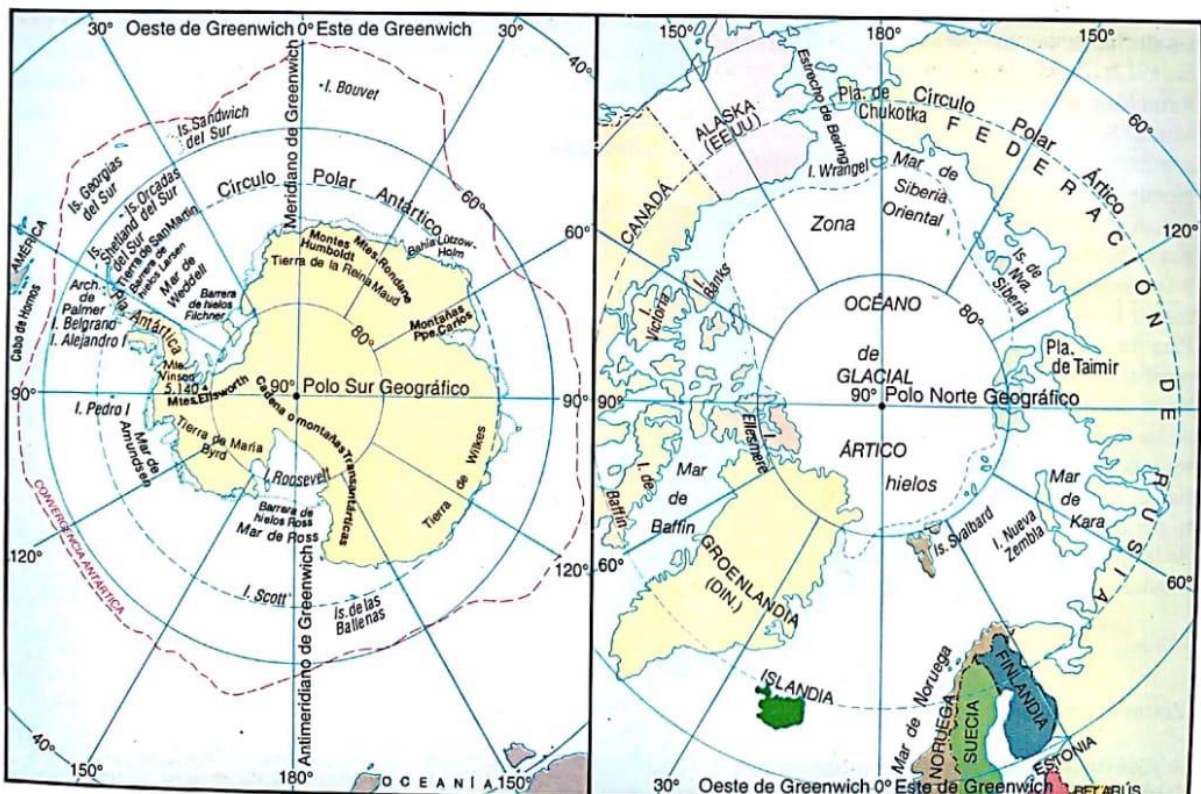 30°
Oeste de Greenwich 0° Este de Greenwich
30°
40°
Meridiano de Greenwich
I. Bouvet
Is. Sandwich
del Sur
Is. Georgias
del Sur
Is. Orcadas
del Sur
Is.
Shetland
del Sur
Tierra de San Martín
Barrera de
hielos Larsen
Mar de
Weddell
Círculo Polar Antártico
60°
AMÉRICA
Cabo de Hornos
Arch.
de
Palmer
I. Belgrano
I. Alejandro I
Pla. Antártica
Barrera
de hielos
Filchner
Montes
Humboldt
Mtes. Rondane
Tierra de la Reina Maud
Bahía Lützow-
Holm
Montañas
Ppe. Carlos
80°
Mte.
Vinson
5.140
Mtes. Ellsworth
90°
90° Polo Sur Geográfico
90°
I. Pedro I
Mar de
Amundsen
Tierra de María
Byrd
Cadena o montañas Transantárticas
I. Roosevelt
Barrera de
hielos Ross
Mar de Ross
Tierra de Wilkes
CONVERGENCIA ANTÁRTICA
120°
120°
I. Scott
Is. de las
Ballenas
Antimeridiano de Greenwich
40°
150°
180°
OCEANÍA
150°
150°
180°
150°
Estrecho de Bering
ALASKA
(EEUU)
Pla. de
Chukotka
Círculo Polar Ártico
FEDERACIÓN DE RUSIA
60°
I. Wrangel
Mar de
Siberia
Oriental
CANADÁ
Zona
120°
Is. de
Nva.
Siberia
I. Banks
I.
Victoria
OCÉANO
80°
de
GLACIAL
Pla.
de Taimir
90°
90° Polo Norte Geográfico
I.
Ellesmere
ÁRTICO
hielos
I. de
Baffin
Mar
de
Baffin
Mar
de
Kara
I. Nueva
Zembla
Is. Svalbard
60°
GROENLANDIA
(DIN.)
60°
ISLANDIA
Mar de Noruega
NORUEGA
SUECIA
FINLANDIA
ESTONIA
BELARÚS
30°
Oeste de Greenwich 0° Este de Greenwich